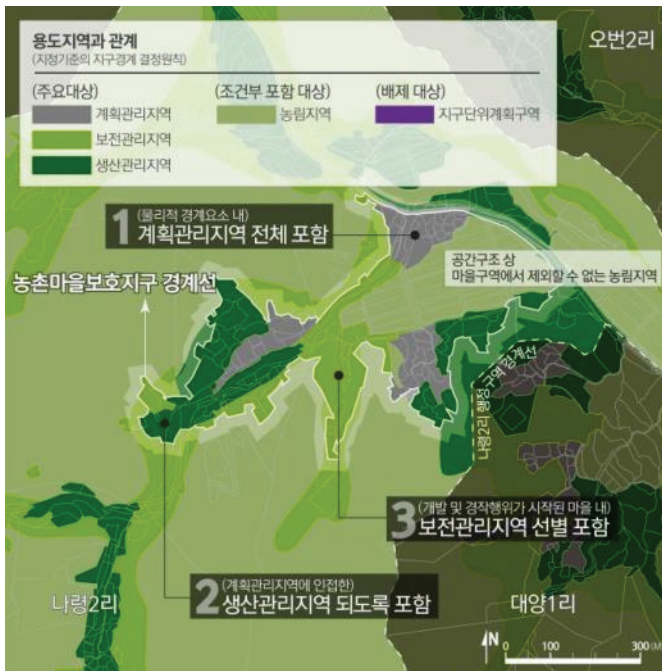 용도지역과 관계
(지정기준의 지구경계 결정원칙)
(주요대상)
계획관리지역
보전관리지역
생산관리지역
(조건부 포함 대상)
농림지역
(배제 대상)
지구단위계획구역
오번2리
1 (물리적 경계요소 내)
계획관리지역 전체 포함
농촌마을보호지구 경계선
공간구조 상
마을구역에서 제외할 수 없는 농림지역
나령2리 행정구역 경계선
3 (개발 및 경작행위가 시작된 마을 내)
보전관리지역 선별 포함
2 (계획관리지역에 인접한)
생산관리지역 되도록 포함
나령2리
대양1리
N
0 100 300 (M)